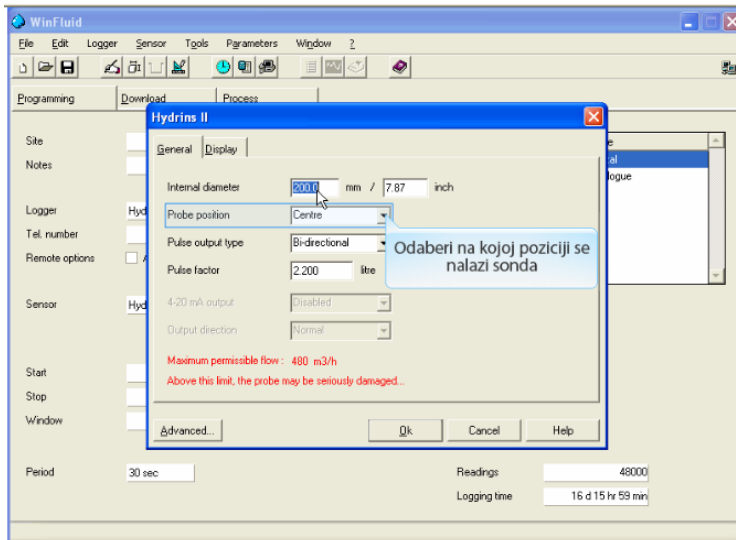 WinFluid
File Edit Logger Sensor Tools Parameters Window ?
Programming Download Process
Hydrins II
General Display
Site
Notes
Internal diameter 200.0 mm / 7.87 inch
Logger
Probe position Centre
Tel. number
Pulse output type Bi-directional
Odaberi na kojoj poziciji se
nalazi sonda
Remote options
Pulse factor 2.200 litre
Sensor
4-20 mA output Disabled
Output direction Normal
Maximum permissible flow : 480 m3/h
Start
Above this limit, the probe may be seriously damaged...
Stop
Window
Advanced... Ok Cancel Help
Period 30 sec Readings 48000
Logging time 16 d 15 hr 59 min